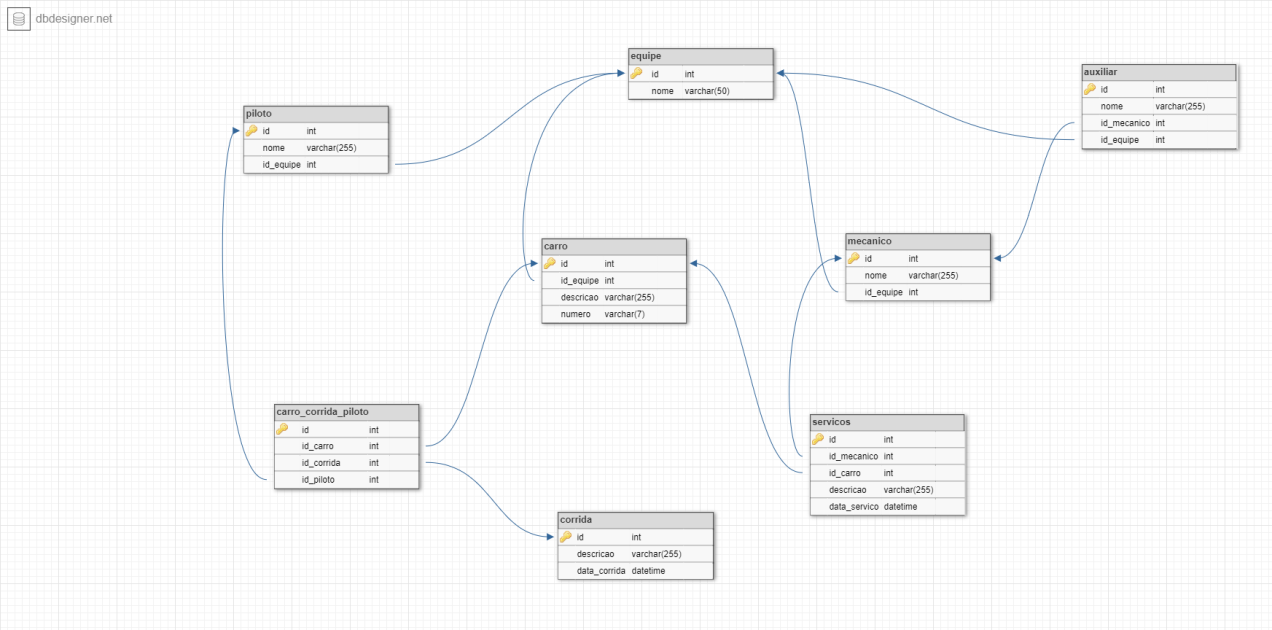 dbdesigner.net
equipe
id int
nome varchar(50)
auxiliar
id int
nome varchar(255)
id_mecanico int
id_equipe int
piloto
id int
nome varchar(255)
id_equipe int
carro
id int
id_equipe int
descricao varchar(255)
numero varchar(7)
mecanico
id int
nome varchar(255)
id_equipe int
carro_corrida_piloto
id int
id_carro int
id_corrida int
id_piloto int
servicos
id int
id_mecanico int
id_carro int
descricao varchar(255)
data_servico datetime
corrida
id int
descricao varchar(255)
data_corrida datetime